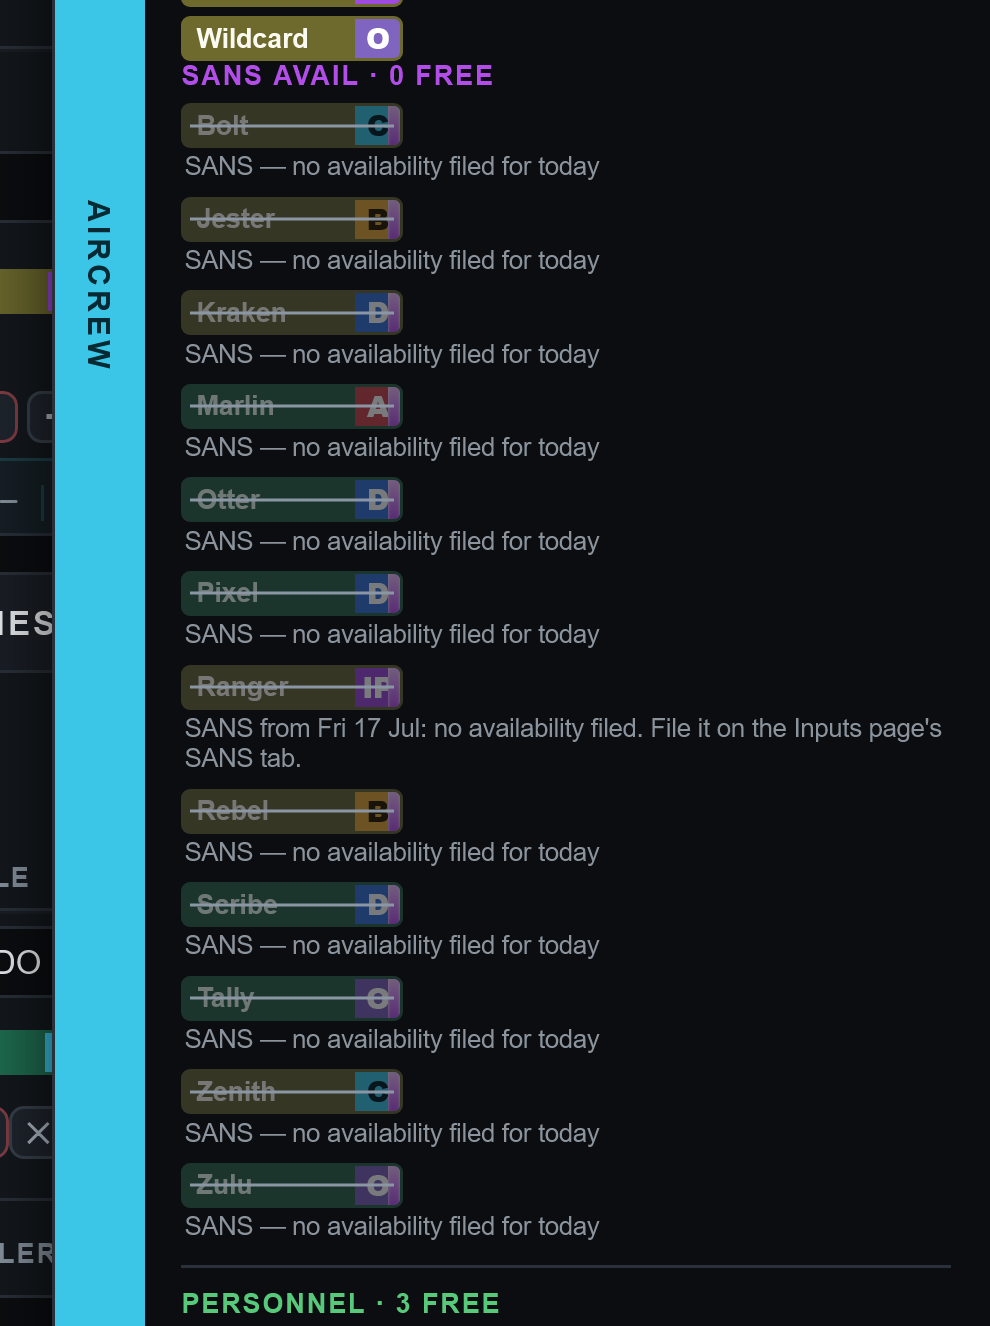 Wildcard O
SANS AVAIL · 0 FREE
Bolt C
SANS — no availability filed for today
Jester B
SANS — no availability filed for today
Kraken D
SANS — no availability filed for today
Marlin A
SANS — no availability filed for today
Otter D
SANS — no availability filed for today
Pixel D
SANS — no availability filed for today
Ranger IP
SANS from Fri 17 Jul: no availability filed. File it on the Inputs page's
SANS tab.
Rebel B
SANS — no availability filed for today
Scribe D
SANS — no availability filed for today
Tally O
SANS — no availability filed for today
Zenith C
SANS — no availability filed for today
Zulu O
SANS — no availability filed for today
PERSONNEL · 3 FREE
AIRCREW
IES
LE
DO
LER